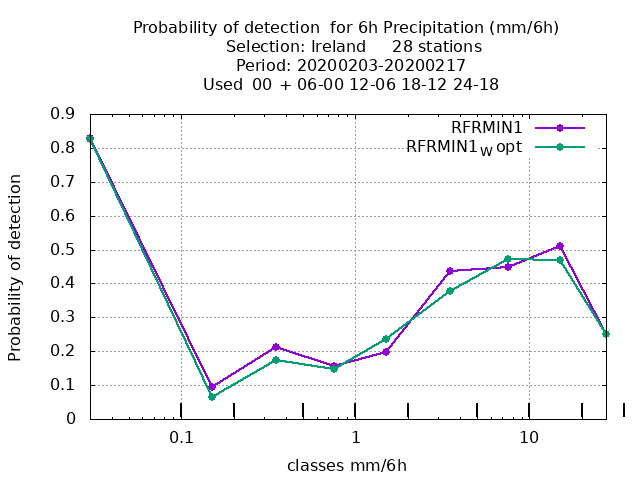 Probability of detection  for 6h Precipitation (mm/6h)
Selection: Ireland     28 stations
Period: 20200203-20200217
Used  00  + 06-00 12-06 18-12 24-18
RFRMIN1
RFRMIN1W opt
0.9
0.8
0.7
0.6
0.5
0.4
0.3
0.2
0.1
0
Probability of detection
0.1
1
10
classes mm/6h